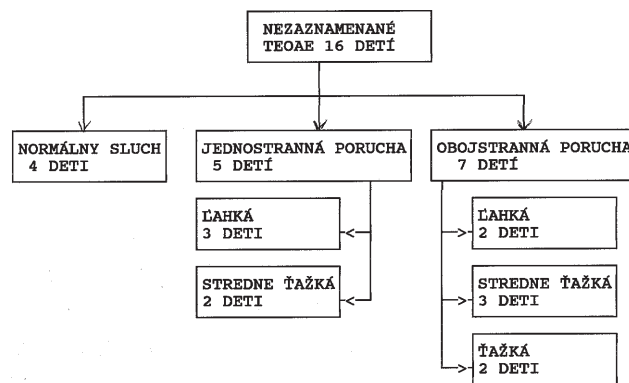 NEZAZNAMENANÉ
TEOAE 16 DETÍ
NORMÁLNY SLUCH
4 DETI
JEDNOSTRANNÁ PORUCHA
5 DETÍ
OBOJSTRANNÁ PORUCHA
7 DETÍ
ĽAHKÁ
3 DETI
STREDNE ŤAŽKÁ
2 DETI
ĽAHKÁ
2 DETI
STREDNE ŤAŽKÁ
3 DETI
ŤAŽKÁ
2 DETI